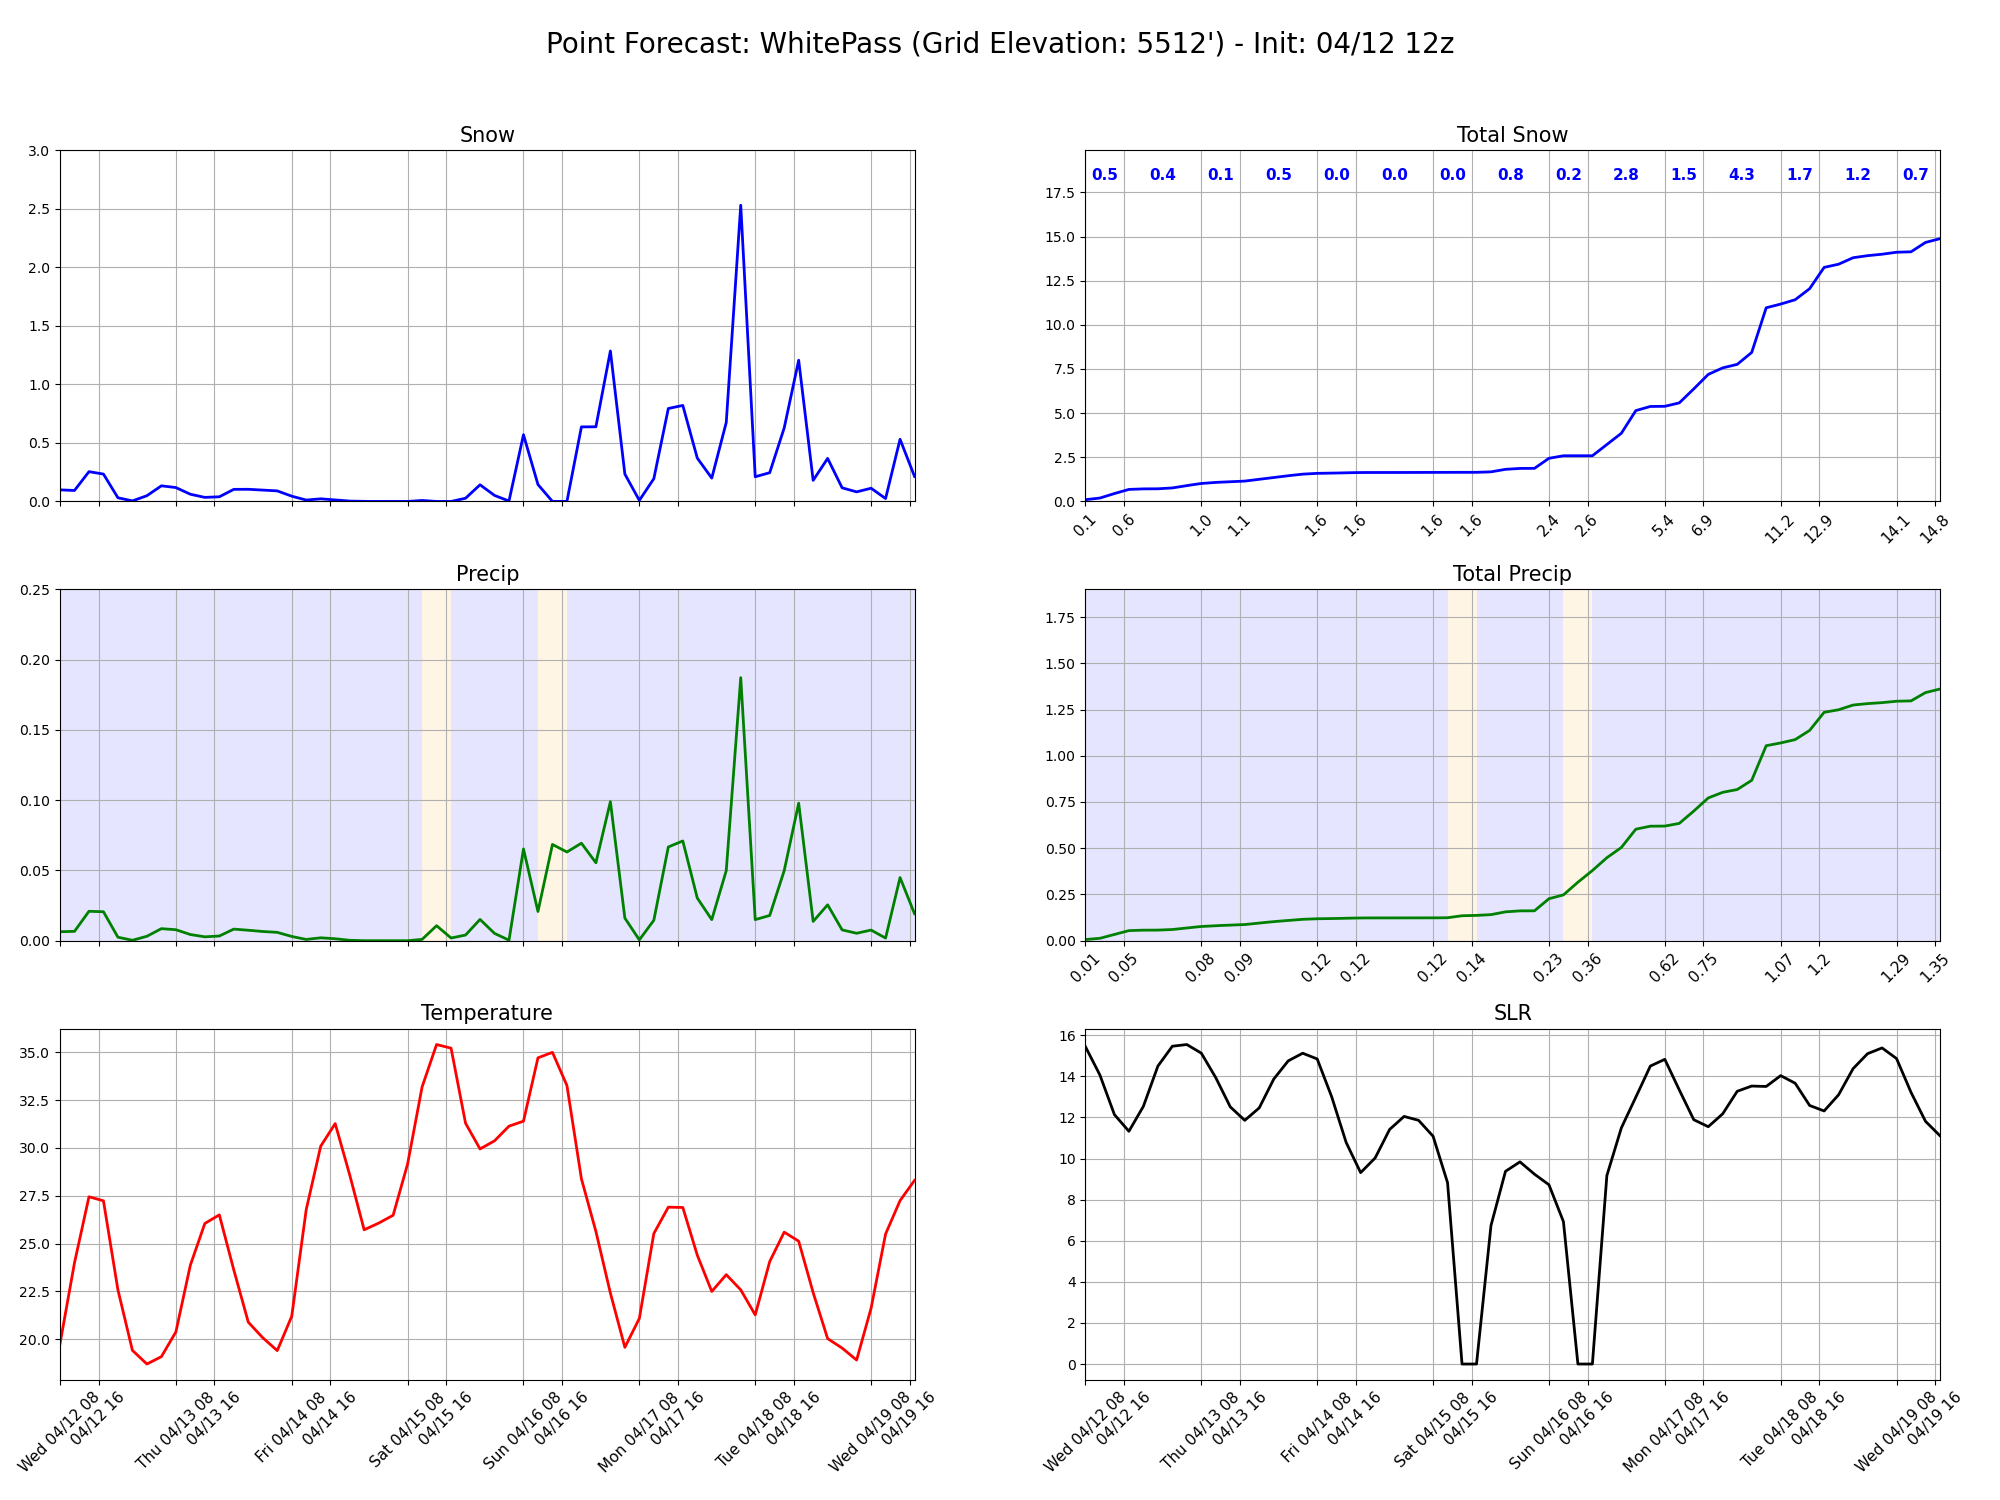 Point Forecast: WhitePass (Grid Elevation: 5512') - Init: 04/12 12z
Snow
3.0
2.5
2.0
1.5
1.0
0.5
0.0
Total Snow
0.5 0.4 0.1 0.5 0.0 0.0 0.0 0.8 0.2 2.8 1.5 4.3 1.7 1.2 0.7
17.5
15.0
12.5
10.0
7.5
5.0
2.5
0.0
0.1 0.6 1.0 1.1 1.6 1.6 1.6 1.6 2.4 2.6 5.4 6.9 11.2 12.9 14.1 14.8
Precip
0.25
0.20
0.15
0.10
0.05
0.00
Total Precip
1.75
1.50
1.25
1.00
0.75
0.50
0.25
0.00
0.01 0.05 0.08 0.09 0.12 0.12 0.12 0.14 0.23 0.36 0.62 0.75 1.07 1.2 1.29 1.35
Temperature
35.0
32.5
30.0
27.5
25.0
22.5
20.0
Wed 04/12 08
04/12 16
Thu 04/13 08
04/13 16
Fri 04/14 08
04/14 16
Sat 04/15 08
04/15 16
Sun 04/16 08
04/16 16
Mon 04/17 08
04/17 16
Tue 04/18 08
04/18 16
Wed 04/19 08
04/19 16
SLR
16
14
12
10
8
6
4
2
0
Wed 04/12 08
04/12 16
Thu 04/13 08
04/13 16
Fri 04/14 08
04/14 16
Sat 04/15 08
04/15 16
Sun 04/16 08
04/16 16
Mon 04/17 08
04/17 16
Tue 04/18 08
04/18 16
Wed 04/19 08
04/19 16